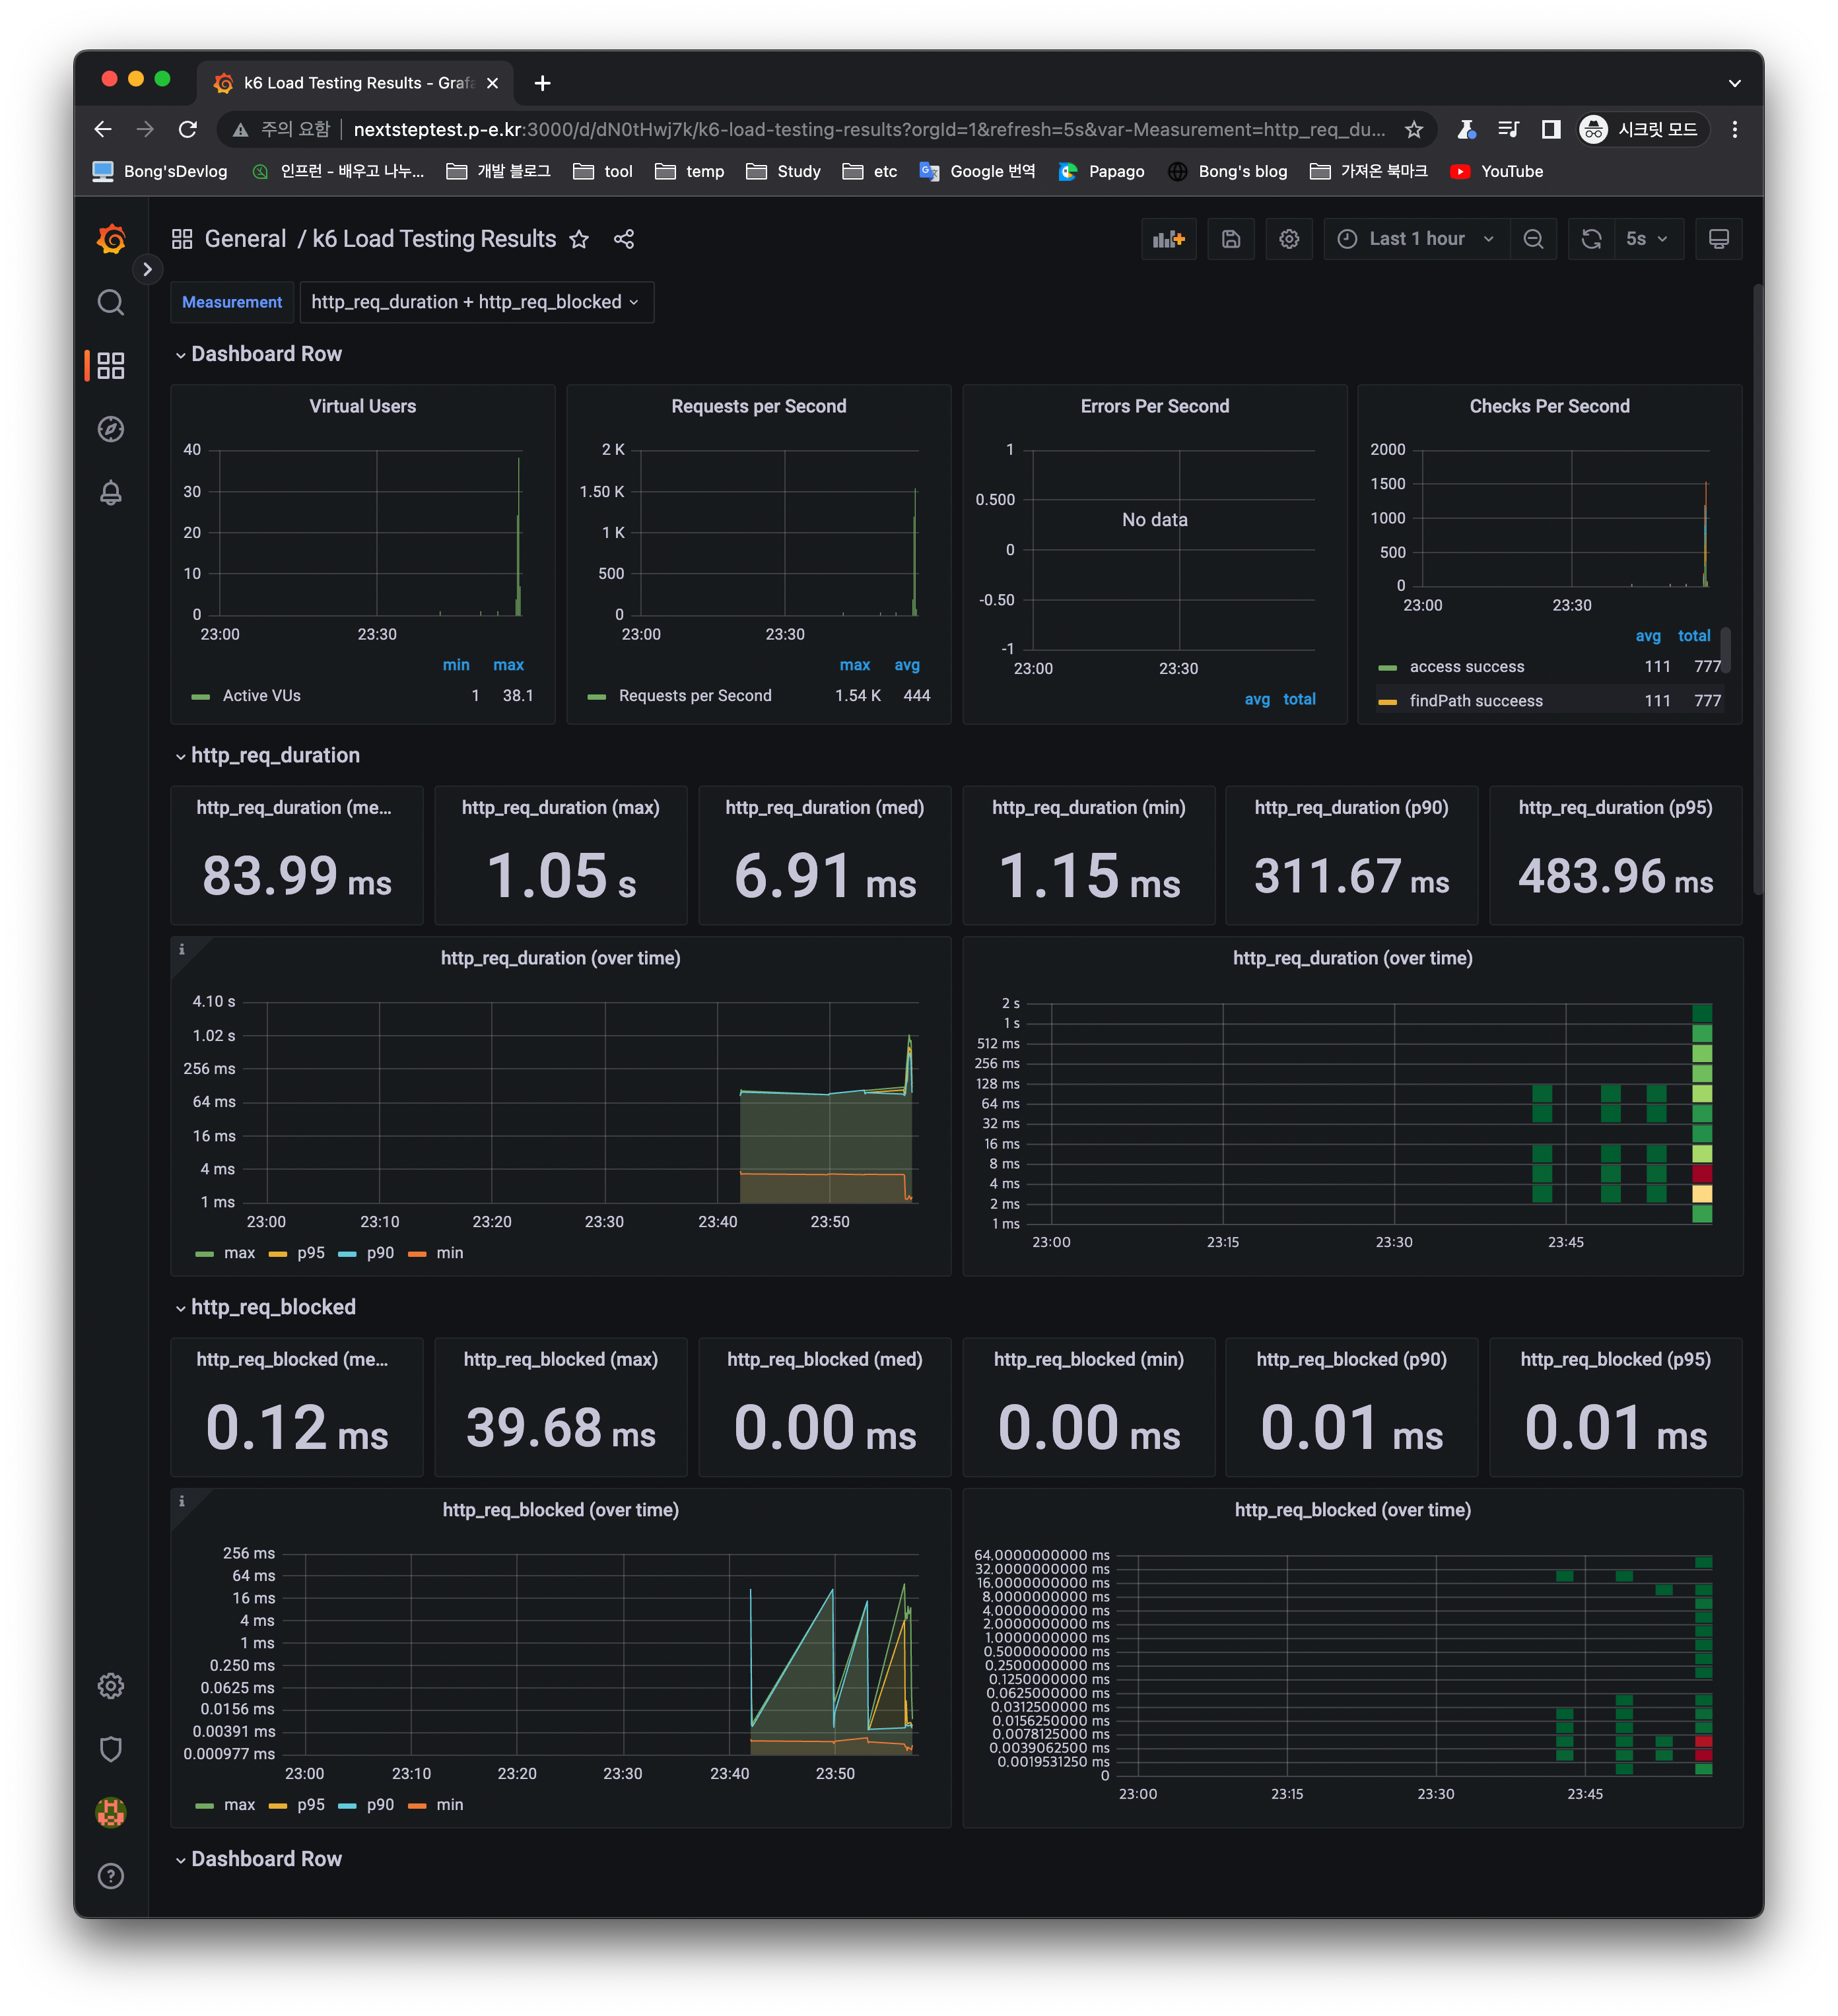 k6 Load Testing Results - Grafa
주의 요함 nextsteptest.p-e.kr:3000/d/dN0tHwj7k/k6-load-testing-results?orgId=1&refresh=5s&var-Measurement=http_req_du... 시크릿 모드
Bong'sDevlog 인프런 - 배우고 나누... 개발 블로그 tool temp Study etc Google 번역 Papago Bong's blog 가져온 북마크 YouTube
General / k6 Load Testing Results Last 1 hour 5s
Measurement http_req_duration + http_req_blocked
Dashboard Row
Virtual Users
40
30
20
10
0
23:00 23:30
min max
Active VUs 1 38.1
Requests per Second
2 K
1.50 K
1 K
500
0
23:00 23:30
max avg
Requests per Second 1.54 K 444
Errors Per Second
1
0.500
No data
0
-0.50
-1
23:00 23:30
avg total
Checks Per Second
2000
1500
1000
500
0
23:00 23:30
avg total
access success 111 777
findPath succeess 111 777
http_req_duration
http_req_duration (me...
83.99 ms
http_req_duration (max)
1.05 s
http_req_duration (med)
6.91 ms
http_req_duration (min)
1.15 ms
http_req_duration (p90)
311.67 ms
http_req_duration (p95)
483.96 ms
http_req_duration (over time)
4.10 s
1.02 s
256 ms
64 ms
16 ms
4 ms
1 ms
23:00 23:10 23:20 23:30 23:40 23:50
max p95 p90 min
http_req_duration (over time)
2 s
1 s
512 ms
256 ms
128 ms
64 ms
32 ms
16 ms
8 ms
4 ms
2 ms
1 ms
23:00 23:15 23:30 23:45
http_req_blocked
http_req_blocked (me...
0.12 ms
http_req_blocked (max)
39.68 ms
http_req_blocked (med)
0.00 ms
http_req_blocked (min)
0.00 ms
http_req_blocked (p90)
0.01 ms
http_req_blocked (p95)
0.01 ms
http_req_blocked (over time)
256 ms
64 ms
16 ms
4 ms
1 ms
0.250 ms
0.0625 ms
0.0156 ms
0.00391 ms
0.000977 ms
23:00 23:10 23:20 23:30 23:40 23:50
max p95 p90 min
http_req_blocked (over time)
64.0000000000 ms
32.0000000000 ms
16.0000000000 ms
8.0000000000 ms
4.0000000000 ms
2.0000000000 ms
1.0000000000 ms
0.5000000000 ms
0.2500000000 ms
0.1250000000 ms
0.0625000000 ms
0.0312500000 ms
0.0156250000 ms
0.0078125000 ms
0.0039062500 ms
0.0019531250 ms
0
23:00 23:15 23:30 23:45
Dashboard Row